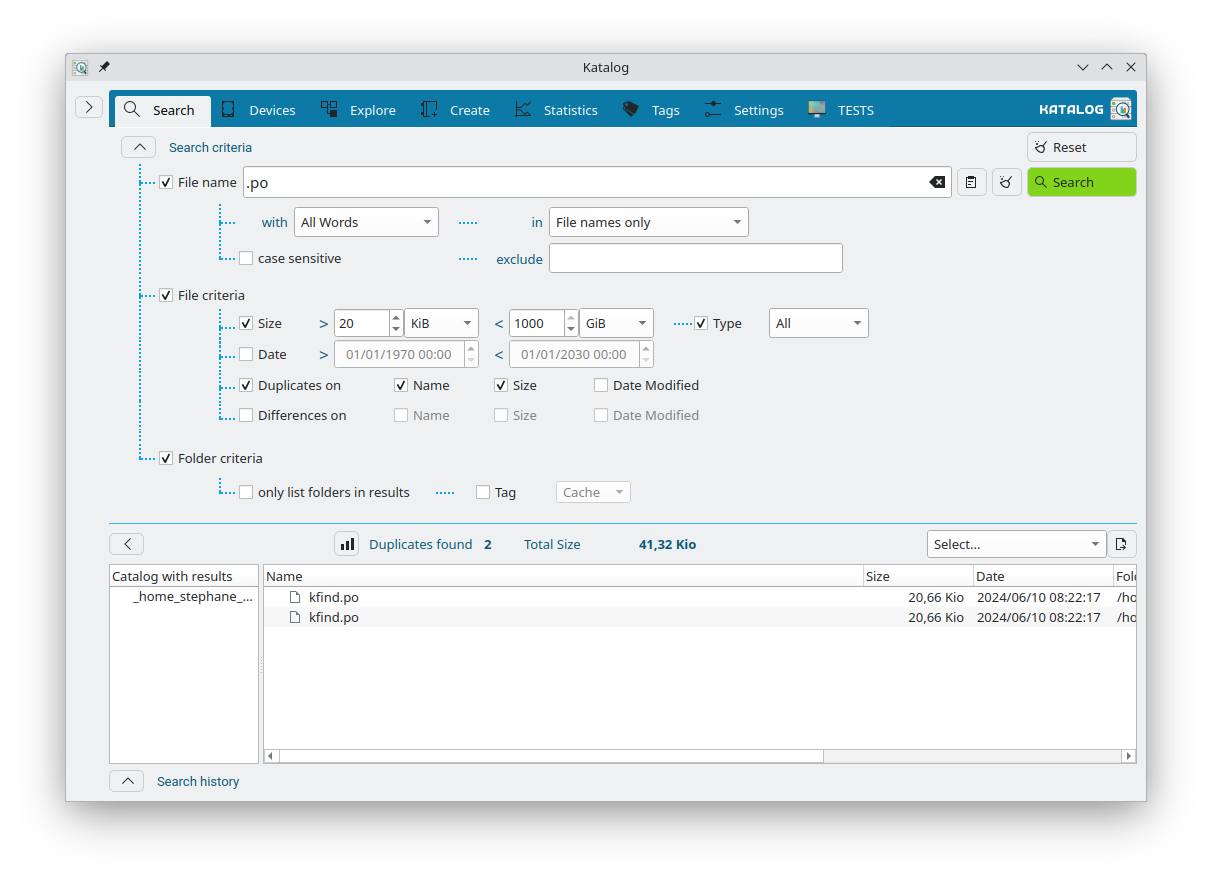 Katalog
Search Devices Explore Create Statistics Tags Settings TESTS KATALOG
Search criteria Reset
File name .po Search
with All Words in File names only
case sensitive exclude
File criteria
Size > 20 KiB < 1000 GiB Type All
Date > 01/01/1970 00:00 < 01/01/2030 00:00
Duplicates on Name Size Date Modified
Differences on Name Size Date Modified
Folder criteria
only list folders in results Tag Cache
Duplicates found 2 Total Size 41,32 Kio Select...
Catalog with results Name Size Date Fol
_home_stephane_... kfind.po 20,66 Kio 2024/06/10 08:22:17 /ho
kfind.po 20,66 Kio 2024/06/10 08:22:17 /ho
Search history